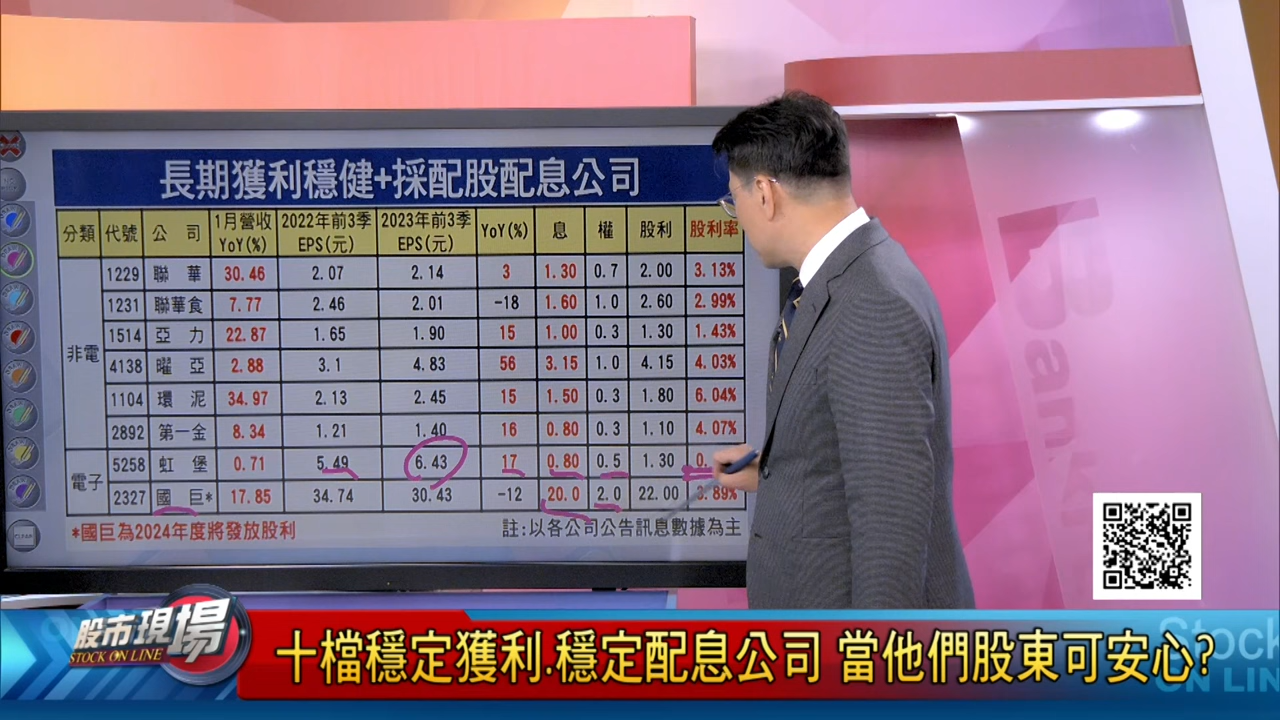 長期獲利穩健+採配股配息公司
分類 代號 公司 1月營收YoY(%) 2022年前3季EPS(元) 2023年前3季EPS(元) YoY(%) 息 權 股利 股利率
非電 1229 聯華 30.46 2.07 2.14 3 1.30 0.7 2.00 3.13%
1231 聯華食 7.77 2.46 2.01 -18 1.60 1.0 2.60 2.99%
1514 亞力 22.87 1.65 1.90 15 1.00 0.3 1.30 1.43%
4138 曜亞 2.88 3.1 4.83 56 3.15 1.0 4.15 4.03%
1104 環泥 34.97 2.13 2.45 15 1.50 0.3 1.80 6.04%
2892 第一金 8.34 1.21 1.40 16 0.80 0.3 1.10 4.07%
電子 5258 虹堡 0.71 5.49 6.43 17 0.80 0.5 1.30 0.
2327 國巨* 17.85 34.74 30.43 -12 20.0 2.0 22.00 3.89%
*國巨為2024年度將發放股利
註:以各公司公告訊息數據為主
Bank
股市現場
STOCK ON LINE
十檔穩定獲利.穩定配息公司 當他們股東可安心?
Stock
ON LIN